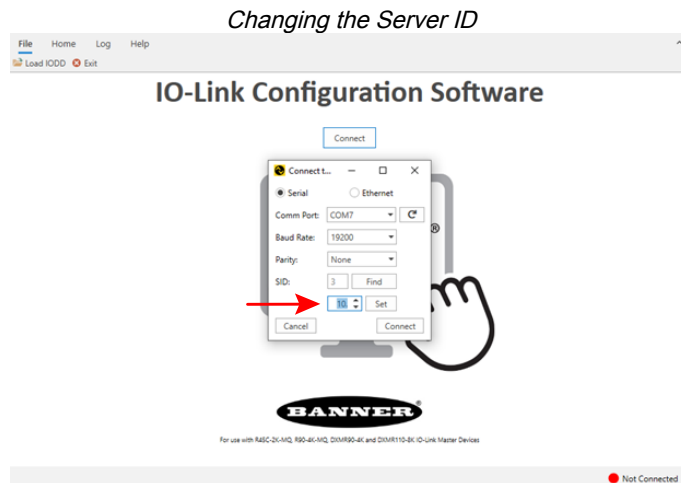 Changing the Server ID
File Home Log Help
Load IODD Exit
IO-Link Configuration Software
Connect
Connect t...
Serial Ethernet
Comm Port: COM7
Baud Rate: 19200
Parity: None
SID: 3 Find
10 Set
Cancel Connect
®
BANNER®
For use with R45C-2K-MQ, R90-4K-MQ, DXMR90-4K and DXMR110-8K IO-Link Master Devices
Not Connected